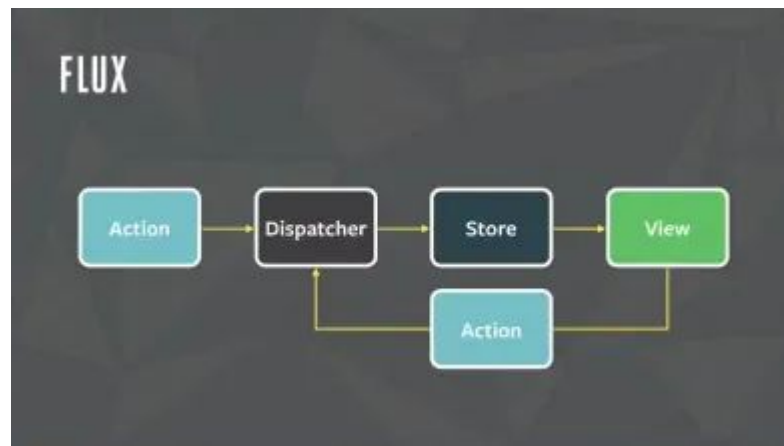 FLUX
Action
Dispatcher
Store
View
Action